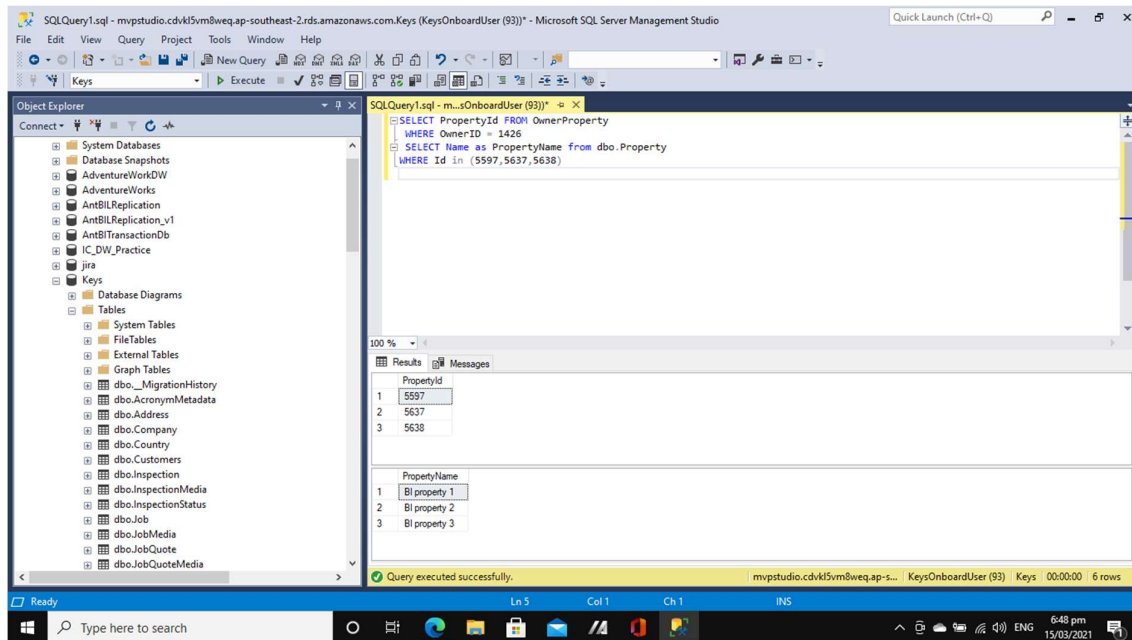 SQLQuery1.sql - mvpstudio.cdvkl5vm8weq.ap-southeast-2.rds.amazonaws.com.Keys (KeysOnboardUser (93))* - Microsoft SQL Server Management Studio
Quick Launch (Ctrl+Q)
File Edit View Query Project Tools Window Help
New Query
Keys
Execute
Object Explorer
SQLQuery1.sql - m...sOnboardUser (93))*
Connect
System Databases
Database Snapshots
AdventureWorkDW
AdventureWorks
AntBILReplication
AntBILReplication_v1
AntBITransactionDb
IC_DW_Practice
jira
Keys
Database Diagrams
Tables
System Tables
FileTables
External Tables
Graph Tables
dbo.__MigrationHistory
dbo.AcronymMetadata
dbo.Address
dbo.Company
dbo.Country
dbo.Customers
dbo.Inspection
dbo.InspectionMedia
dbo.InspectionStatus
dbo.Job
dbo.JobMedia
dbo.JobQuote
dbo.JobQuoteMedia
SELECT PropertyId FROM OwnerProperty
WHERE OwnerID = 1426
SELECT Name as PropertyName from dbo.Property
WHERE Id in (5597,5637,5638)
100 %
Results Messages
PropertyId
1 5597
2 5637
3 5638
PropertyName
1 BI property 1
2 BI property 2
3 BI property 3
Query executed successfully.
mvpstudio.cdvkl5vm8weq.ap-s... KeysOnboardUser (93) Keys 00:00:00 6 rows
Ready Ln 5 Col 1 Ch 1 INS
Type here to search
ENG
6:48 pm
15/03/2021